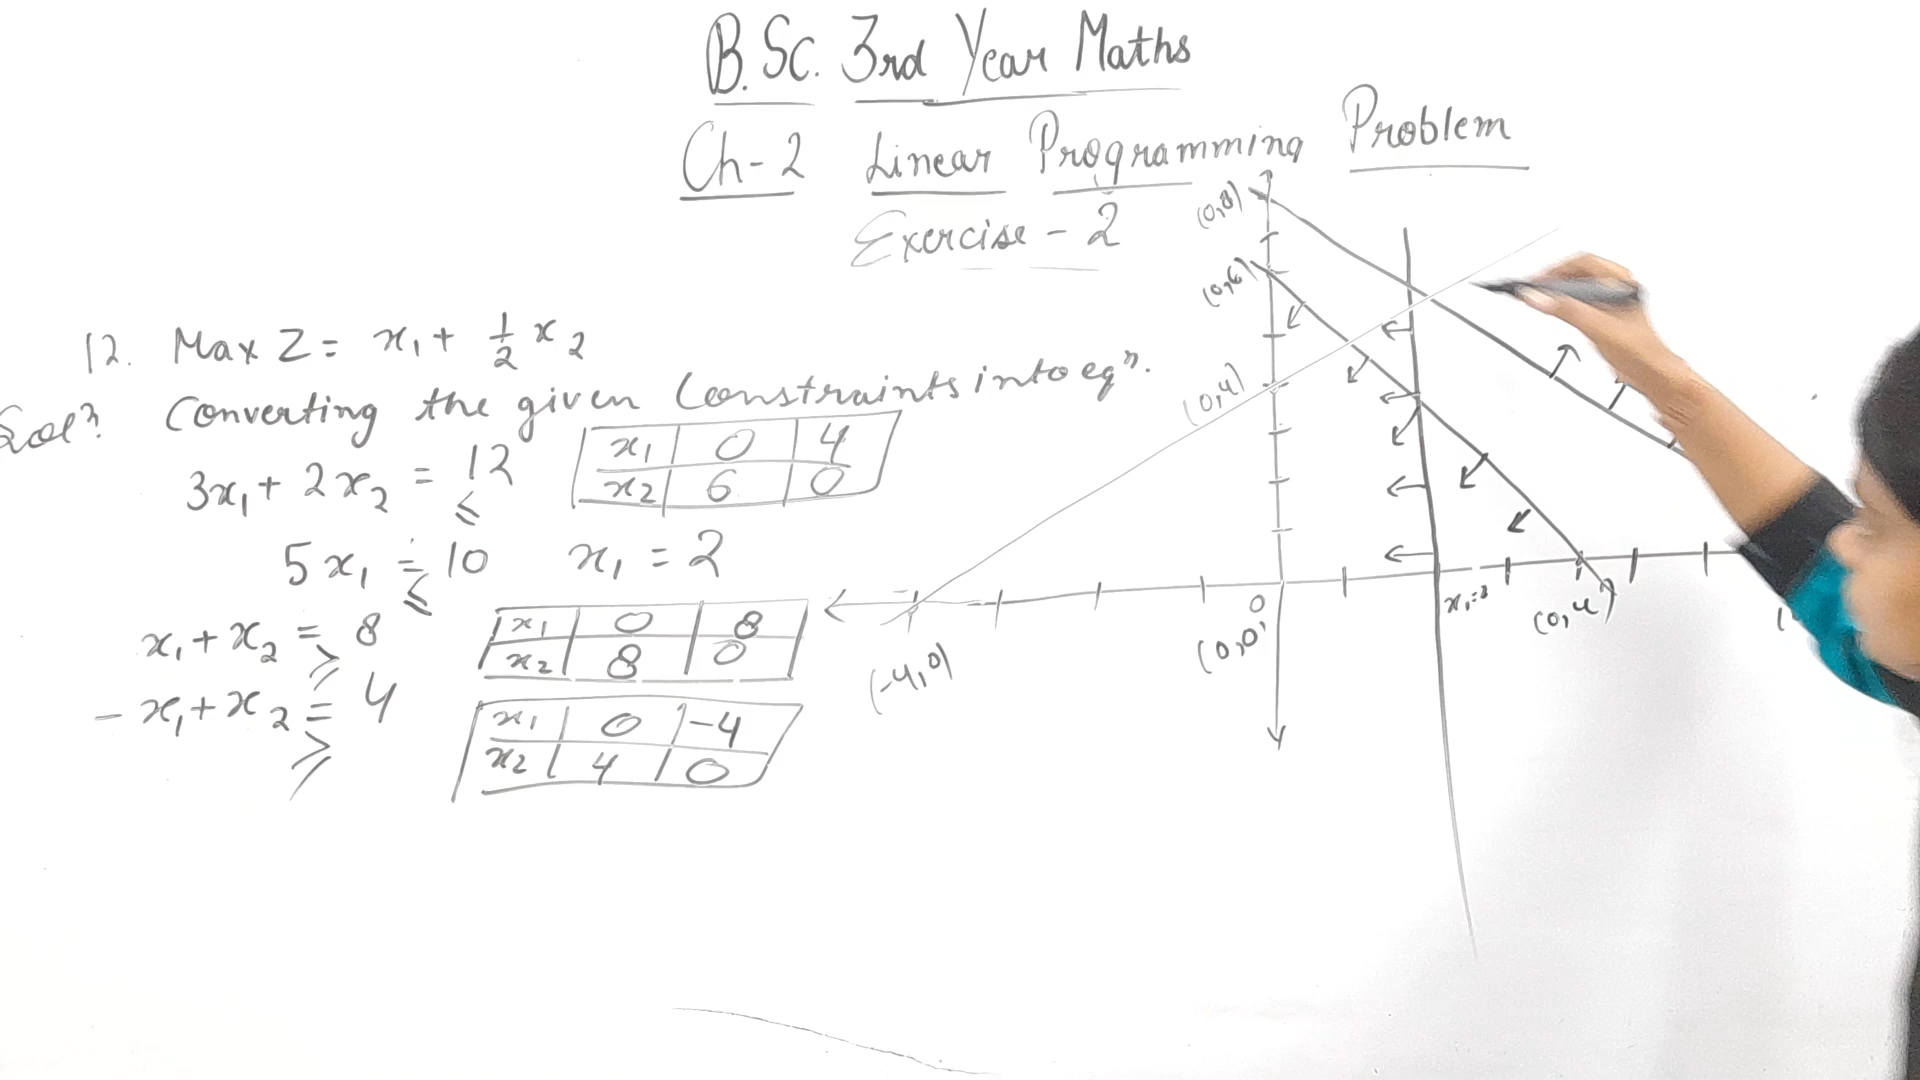 B.Sc. 3rd Year Maths
Ch-2 Linear Programming Problem
Exercise - 2
12. Max Z = x₁ + 1/2 x₂
Solⁿ. Converting the given Constraints into eqⁿ.
3x₁ + 2x₂ = 12
≤
x₁ 0 4
x₂ 6 0
5x₁ = 10 x₁ = 2
≤
x₁ + x₂ = 8
≥
x₁ 0 8
x₂ 8 0
- x₁ + x₂ = 4
≥
x₁ 0 -4
x₂ 4 0
(0,8)
(0,6)
(0,4)
(-4,0)
0
(0,0)
x₁=2
(0,4)